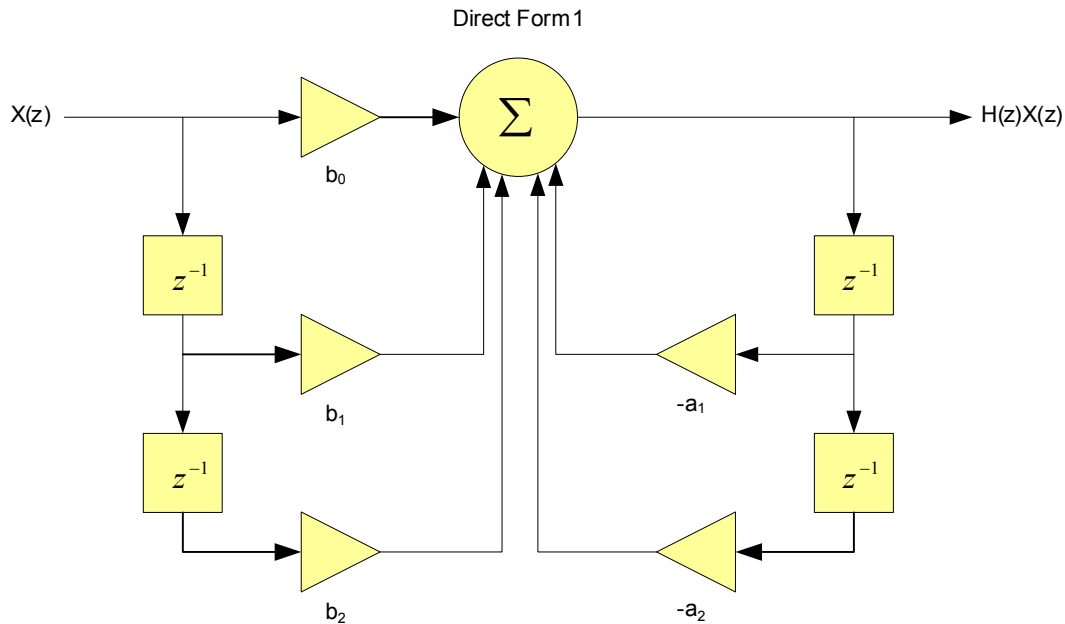 Direct Form 1
X(z)
Σ
H(z)X(z)
b₀
z⁻¹
z⁻¹
b₁
-a₁
z⁻¹
z⁻¹
b₂
-a₂